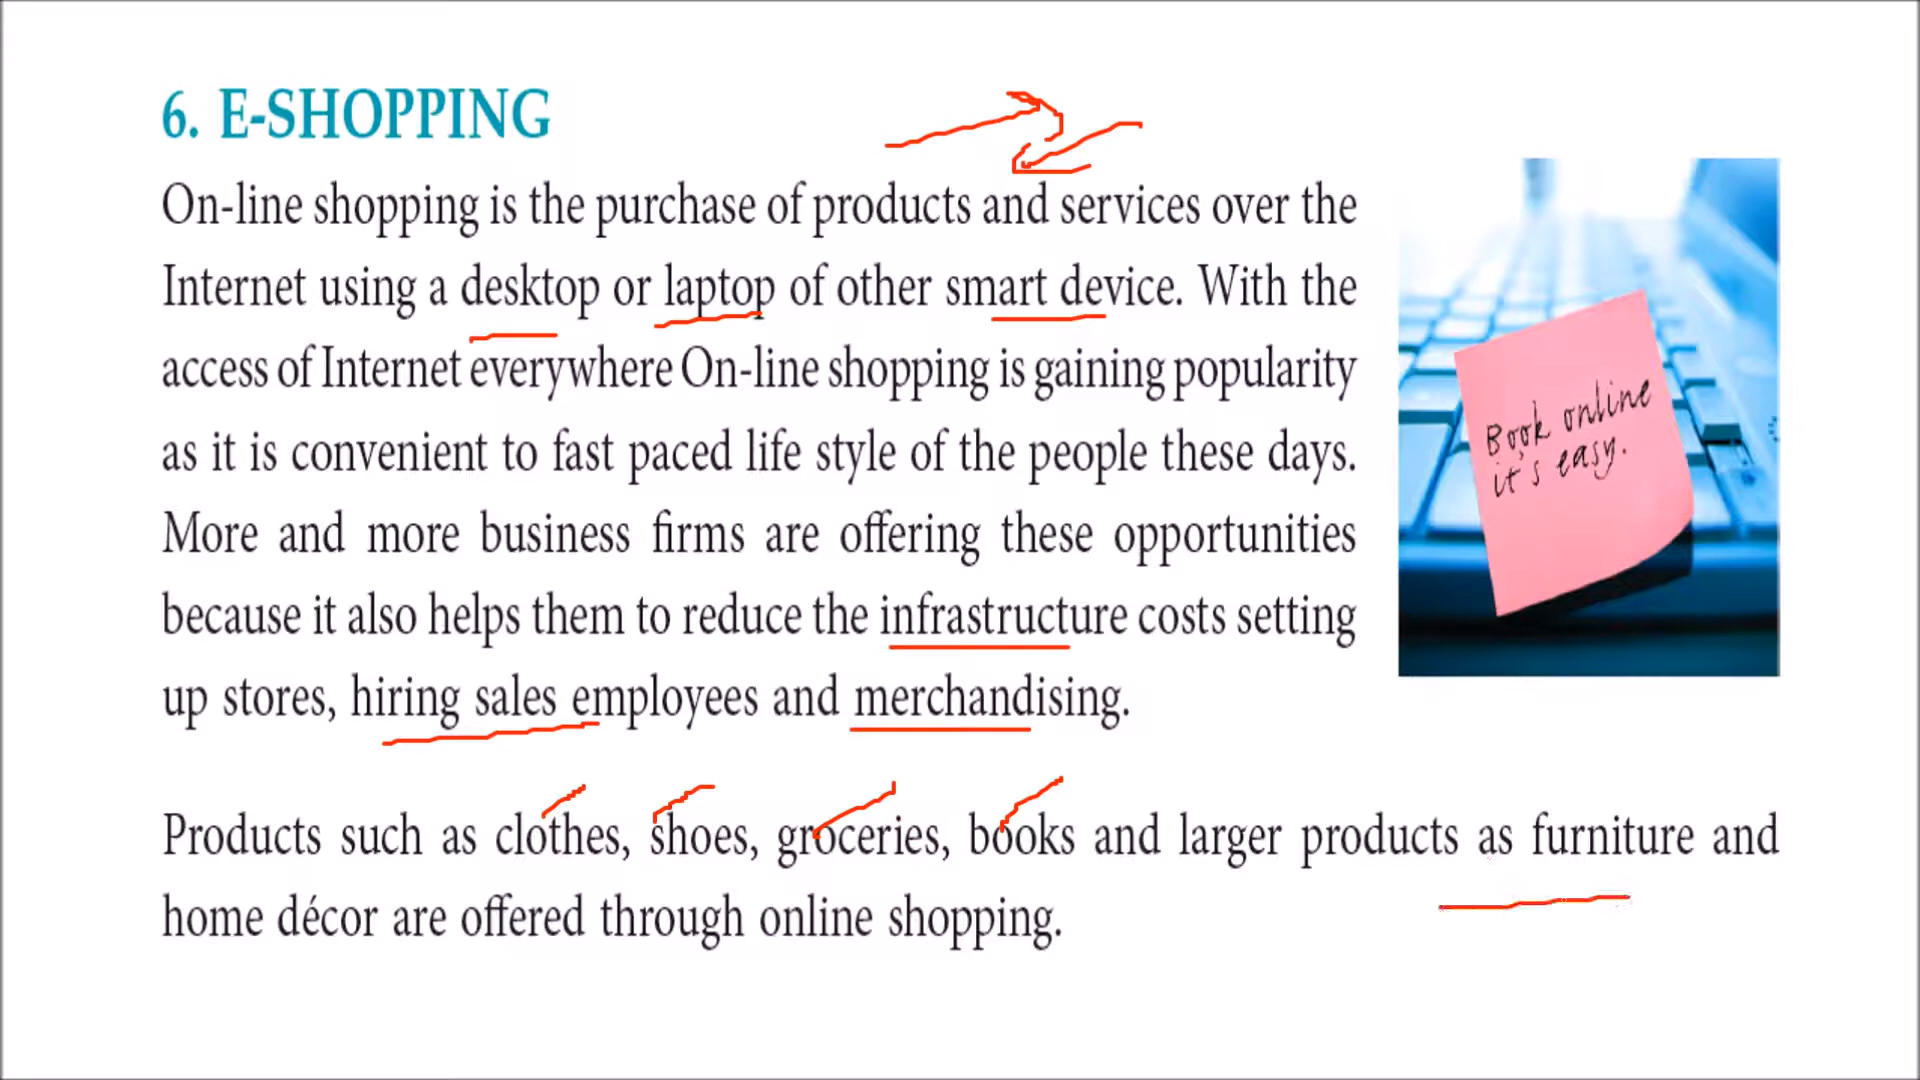 6. E-SHOPPING
On-line shopping is the purchase of products and services over the
Internet using a desktop or laptop of other smart device. With the
access of Internet everywhere On-line shopping is gaining popularity
as it is convenient to fast paced life style of the people these days.
More and more business firms are offering these opportunities
because it also helps them to reduce the infrastructure costs setting
up stores, hiring sales employees and merchandising.
Book online
it's easy.
Products such as clothes, shoes, groceries, books and larger products as furniture and
home décor are offered through online shopping.